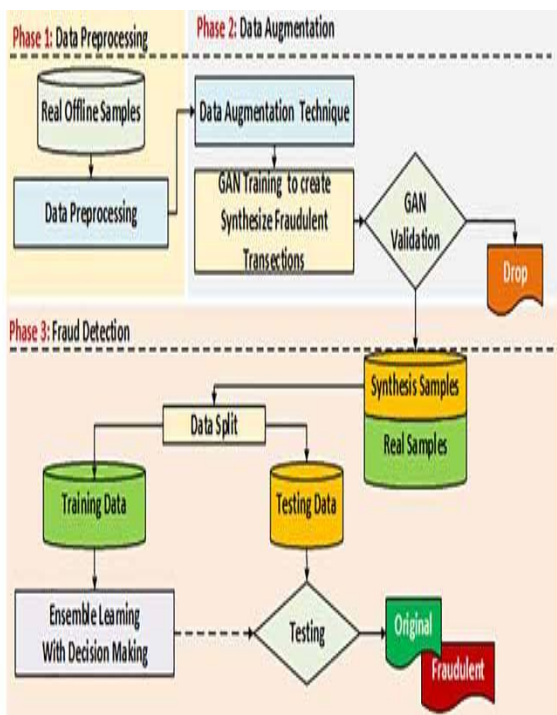 Phase 1: Data Preprocessing
Phase 2: Data Augmentation
Real Offline Samples
Data Preprocessing
Data Augmentation Technique
GAN Training to create
Synthesize Fraudulent
Transections
GAN
Validation
Drop
Phase 3: Fraud Detection
Synthesis Samples
Real Samples
Data Split
Training Data
Testing Data
Ensemble Learning
With Decision Making
Testing
Original
Fraudulent